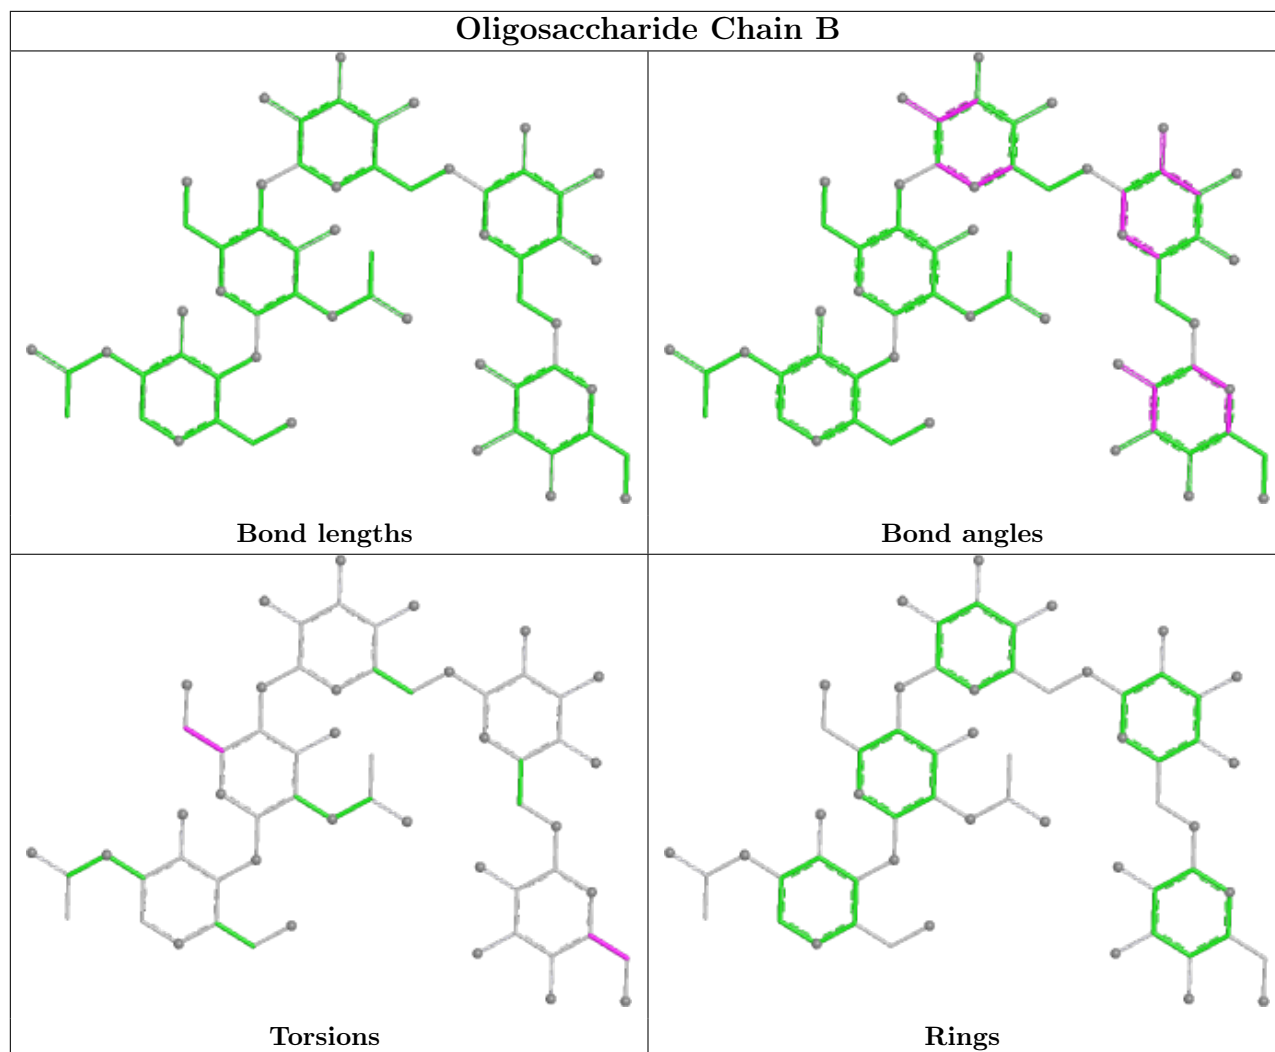 Oligosaccharide Chain B
Bond lengths
Bond angles
Torsions
Rings